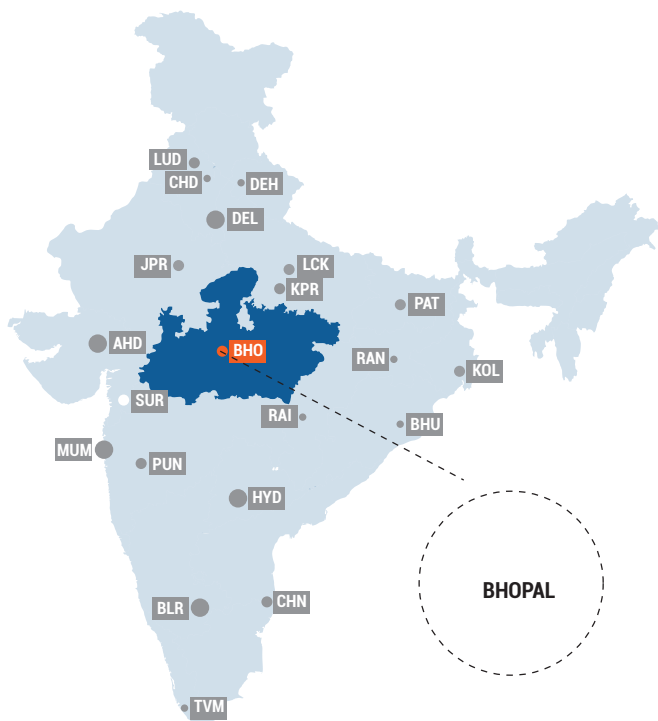 LUD
CHD
DEH
DEL
JPR
LCK
KPR
PAT
AHD
BHO
RAN
KOL
SUR
RAI
BHU
MUM
PUN
HYD
BHOPAL
BLR
CHN
TVM